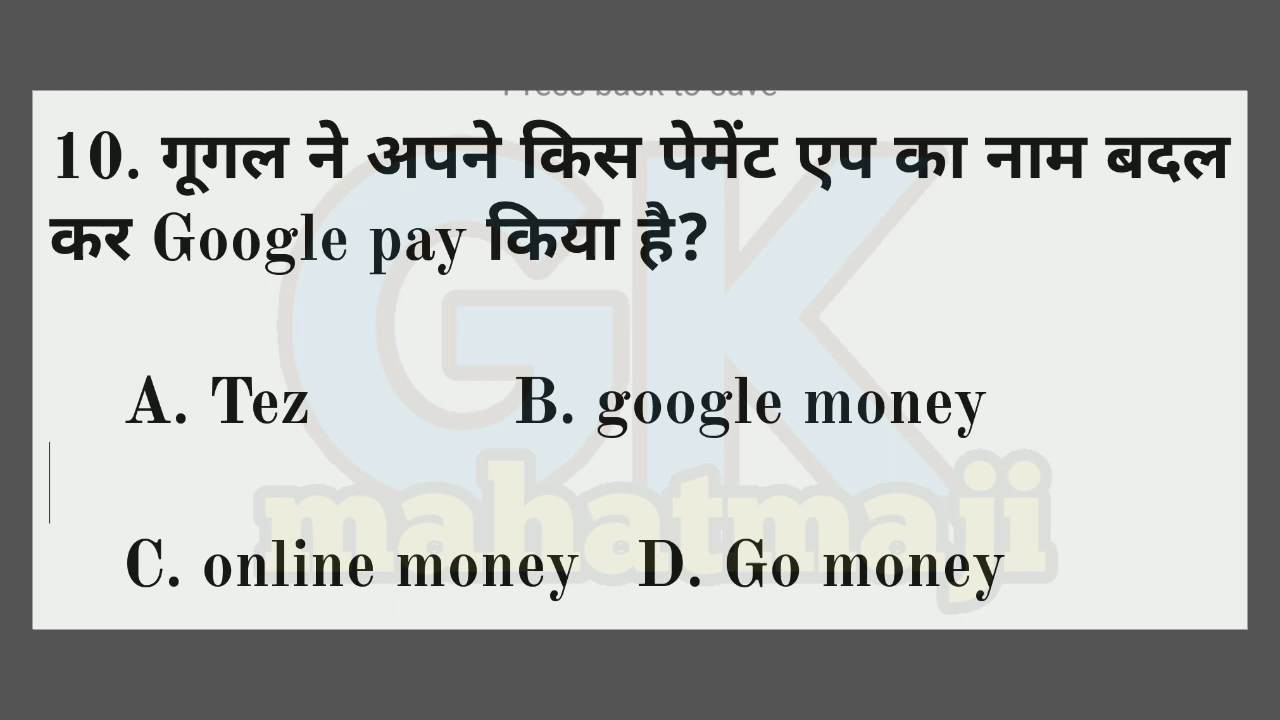 Press back to save
10. गूगल ने अपने किस पेमेंट एप का नाम बदल
कर Google pay किया है?
A. Tez B. google money
C. online money D. Go money
GK
mahatmaji